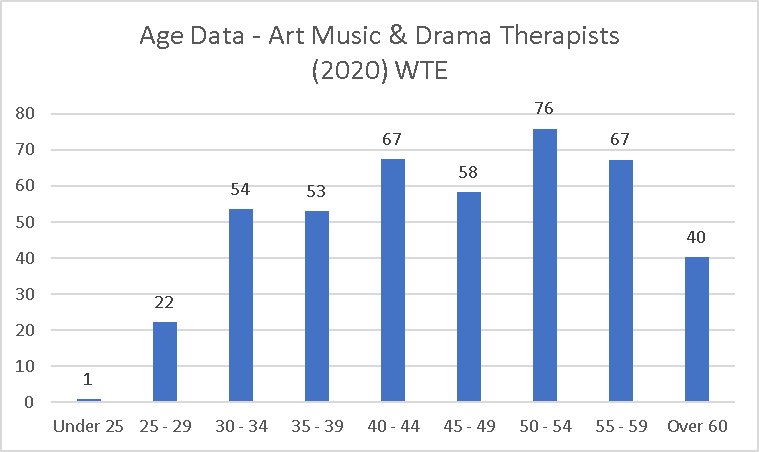 Age Data - Art Music & Drama Therapists
(2020) WTE
80
70
60
50
40
30
20
10
0
1
22
54
53
67
58
76
67
40
Under 25
25 - 29
30 - 34
35 - 39
40 - 44
45 - 49
50 - 54
55 - 59
Over 60